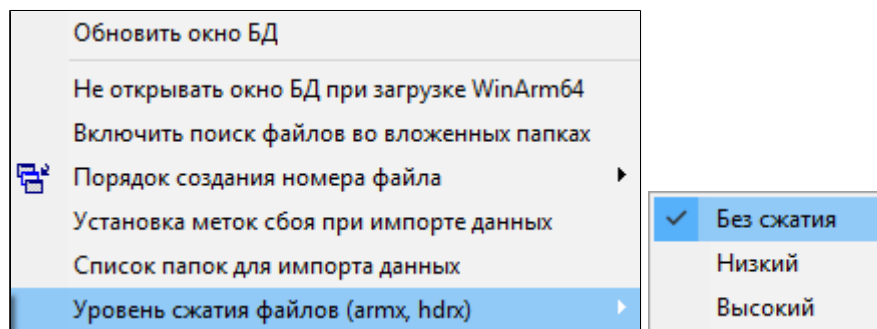 Обновить окно БД
Не открывать окно БД при загрузке WinArm64
Включить поиск файлов во вложенных папках
Порядок создания номера файла
Установка меток сбоя при импорте данных
Список папок для импорта данных
Уровень сжатия файлов (armx, hdrx)
Без сжатия
Низкий
Высокий